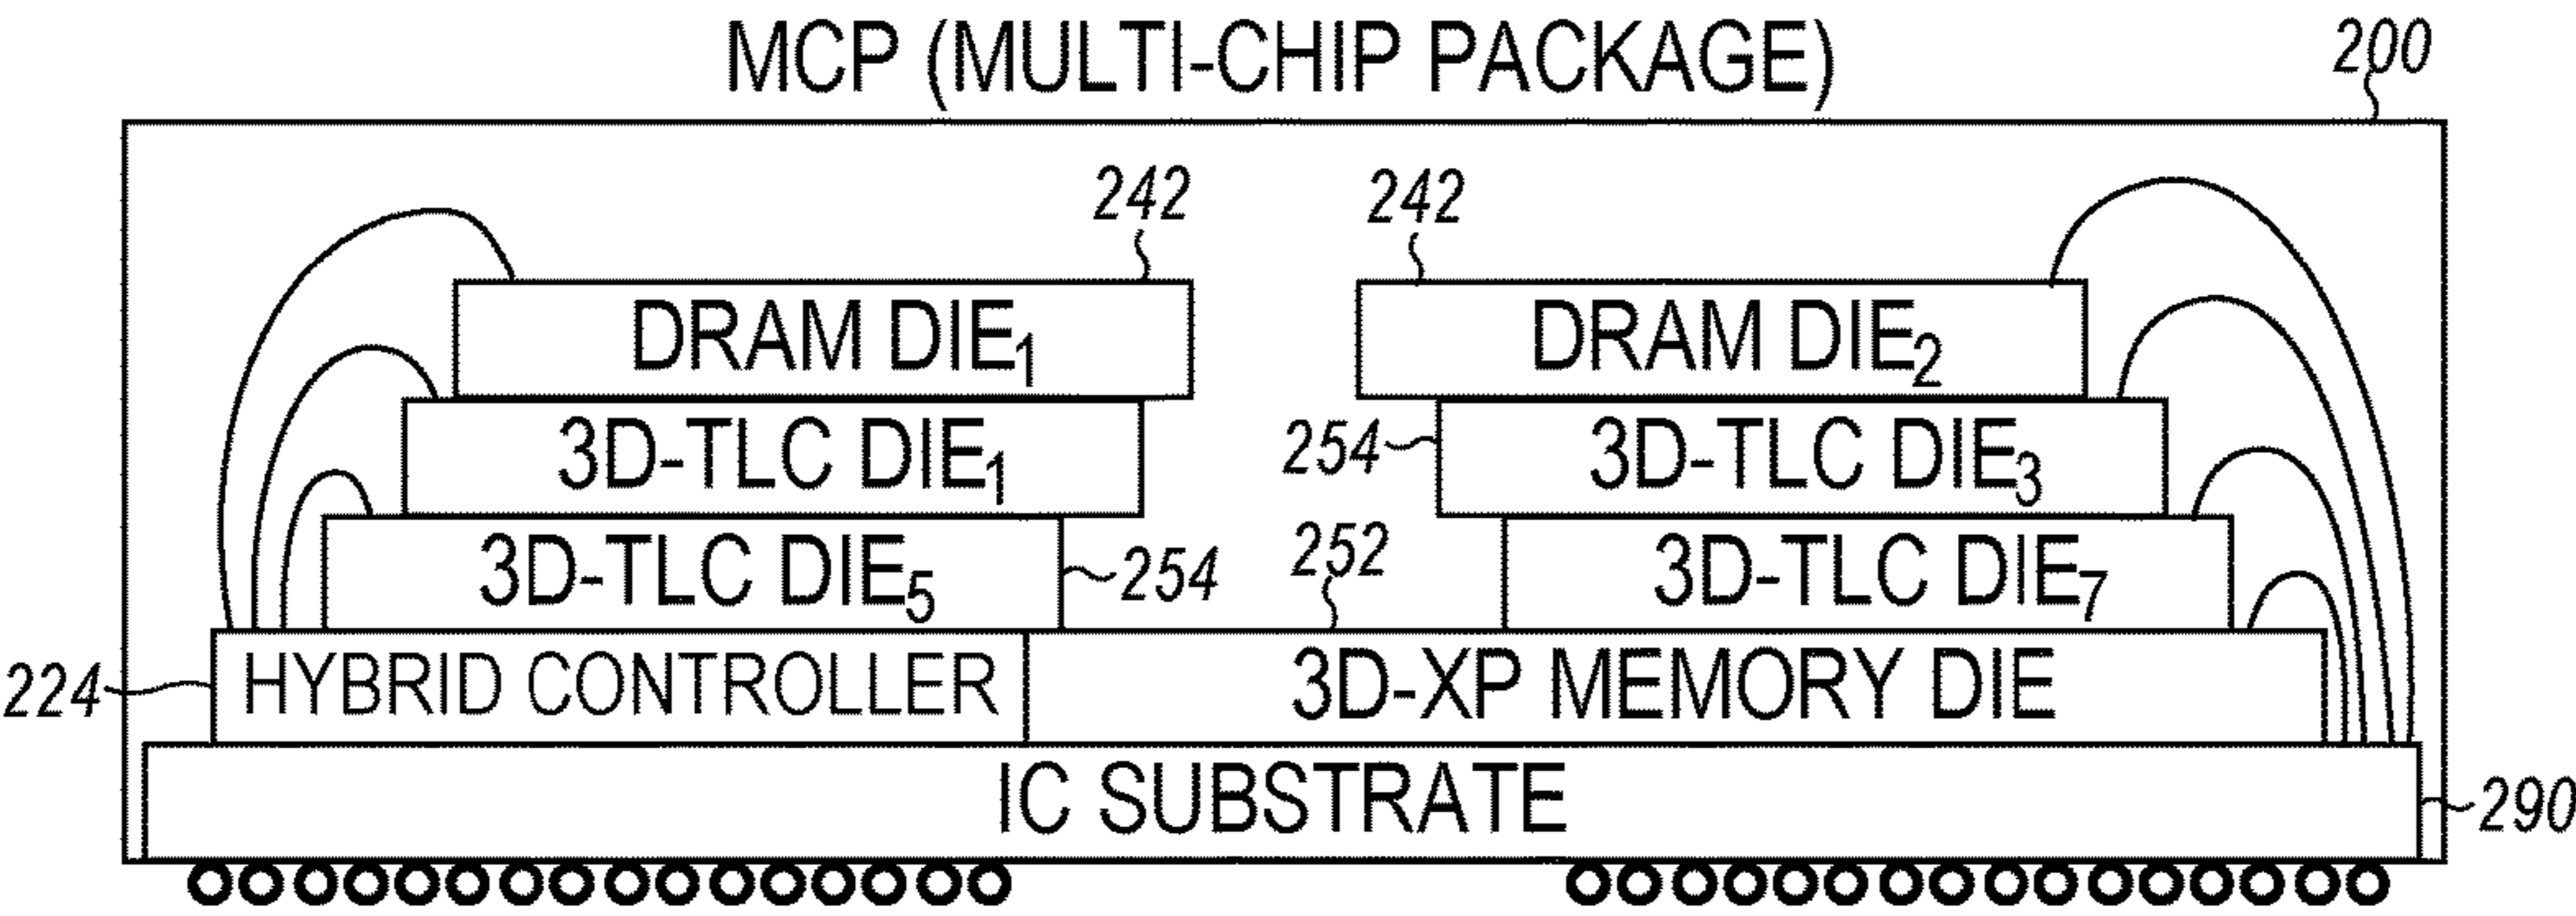 MCP (MULTI-CHIP PACKAGE)
200
242 242
DRAM DIE1 DRAM DIE2
3D-TLC DIE1 254 3D-TLC DIE3
3D-TLC DIE5 254 252 3D-TLC DIE7
224 HYBRID CONTROLLER 3D-XP MEMORY DIE
IC SUBSTRATE 290